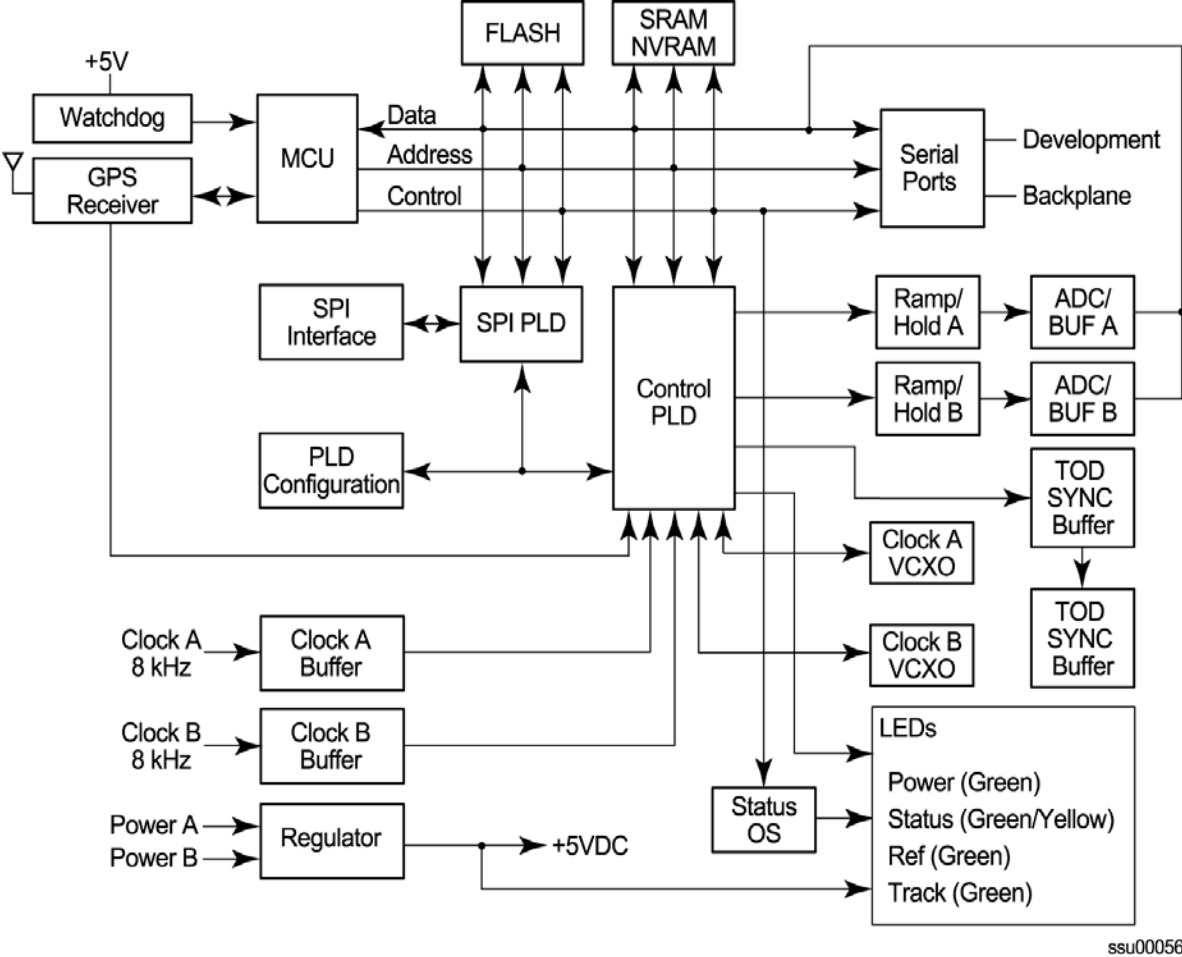 FLASH
SRAM
NVRAM
+5V
Watchdog
MCU
Data
Address
Control
GPS
Receiver
Serial
Ports
Development
Backplane
SPI
Interface
SPI PLD
Control
PLD
Ramp/
Hold A
ADC/
BUF A
Ramp/
Hold B
ADC/
BUF B
PLD
Configuration
TOD
SYNC
Buffer
Clock A
VCXO
TOD
SYNC
Buffer
Clock A
8 kHz
Clock A
Buffer
Clock B
VCXO
Clock B
8 kHz
Clock B
Buffer
LEDs
Power (Green)
Status (Green/Yellow)
Ref (Green)
Track (Green)
Status
OS
Power A
Power B
Regulator
+5VDC
ssu00056